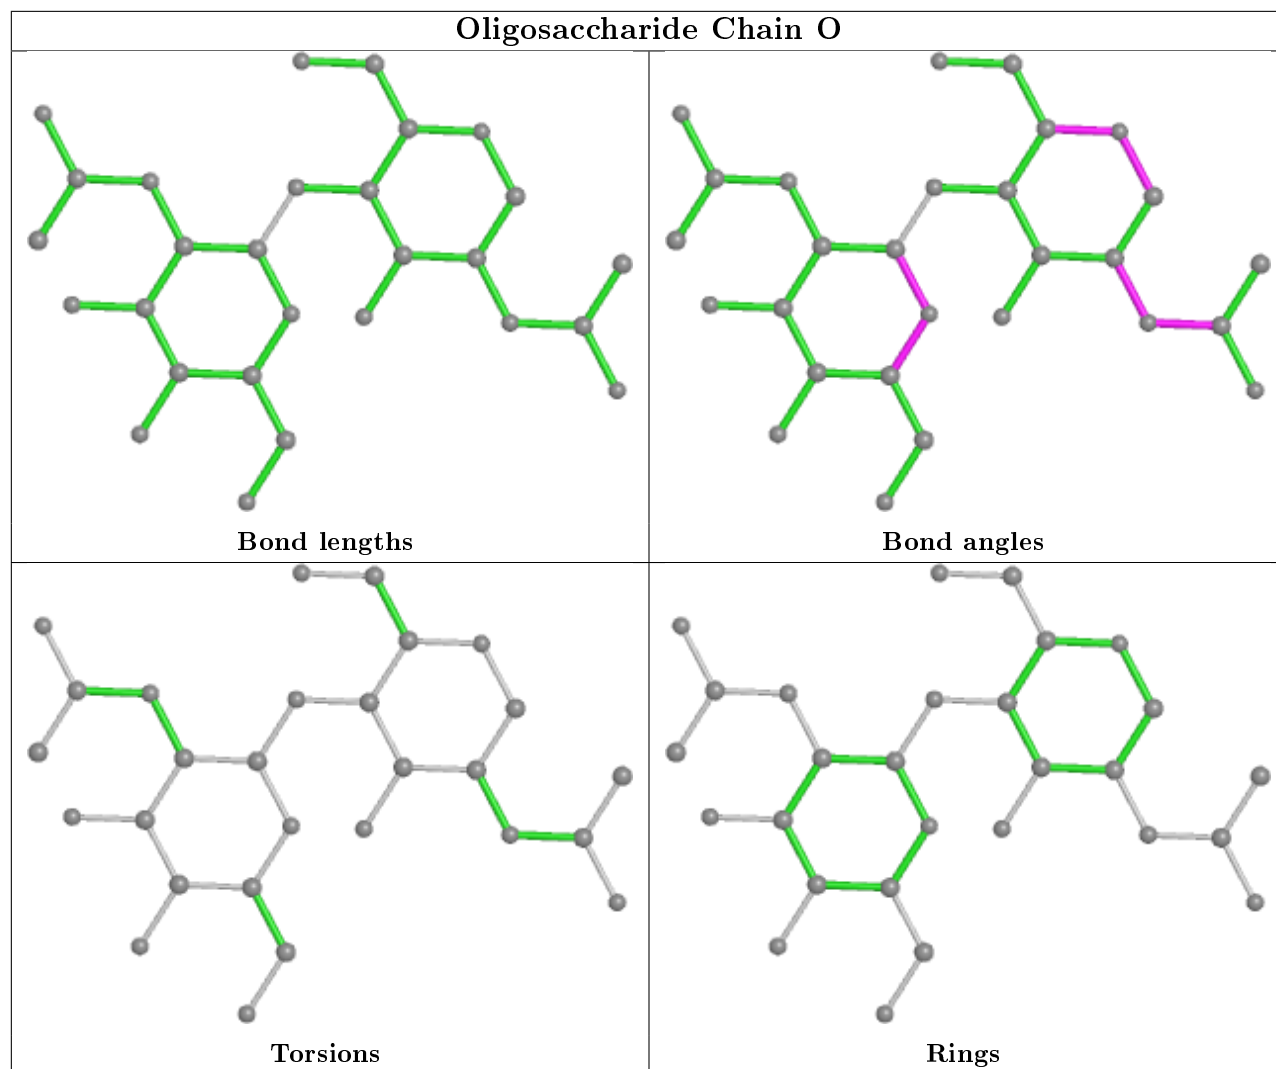 Oligosaccharide Chain O
Bond lengths
Bond angles
Torsions
Rings